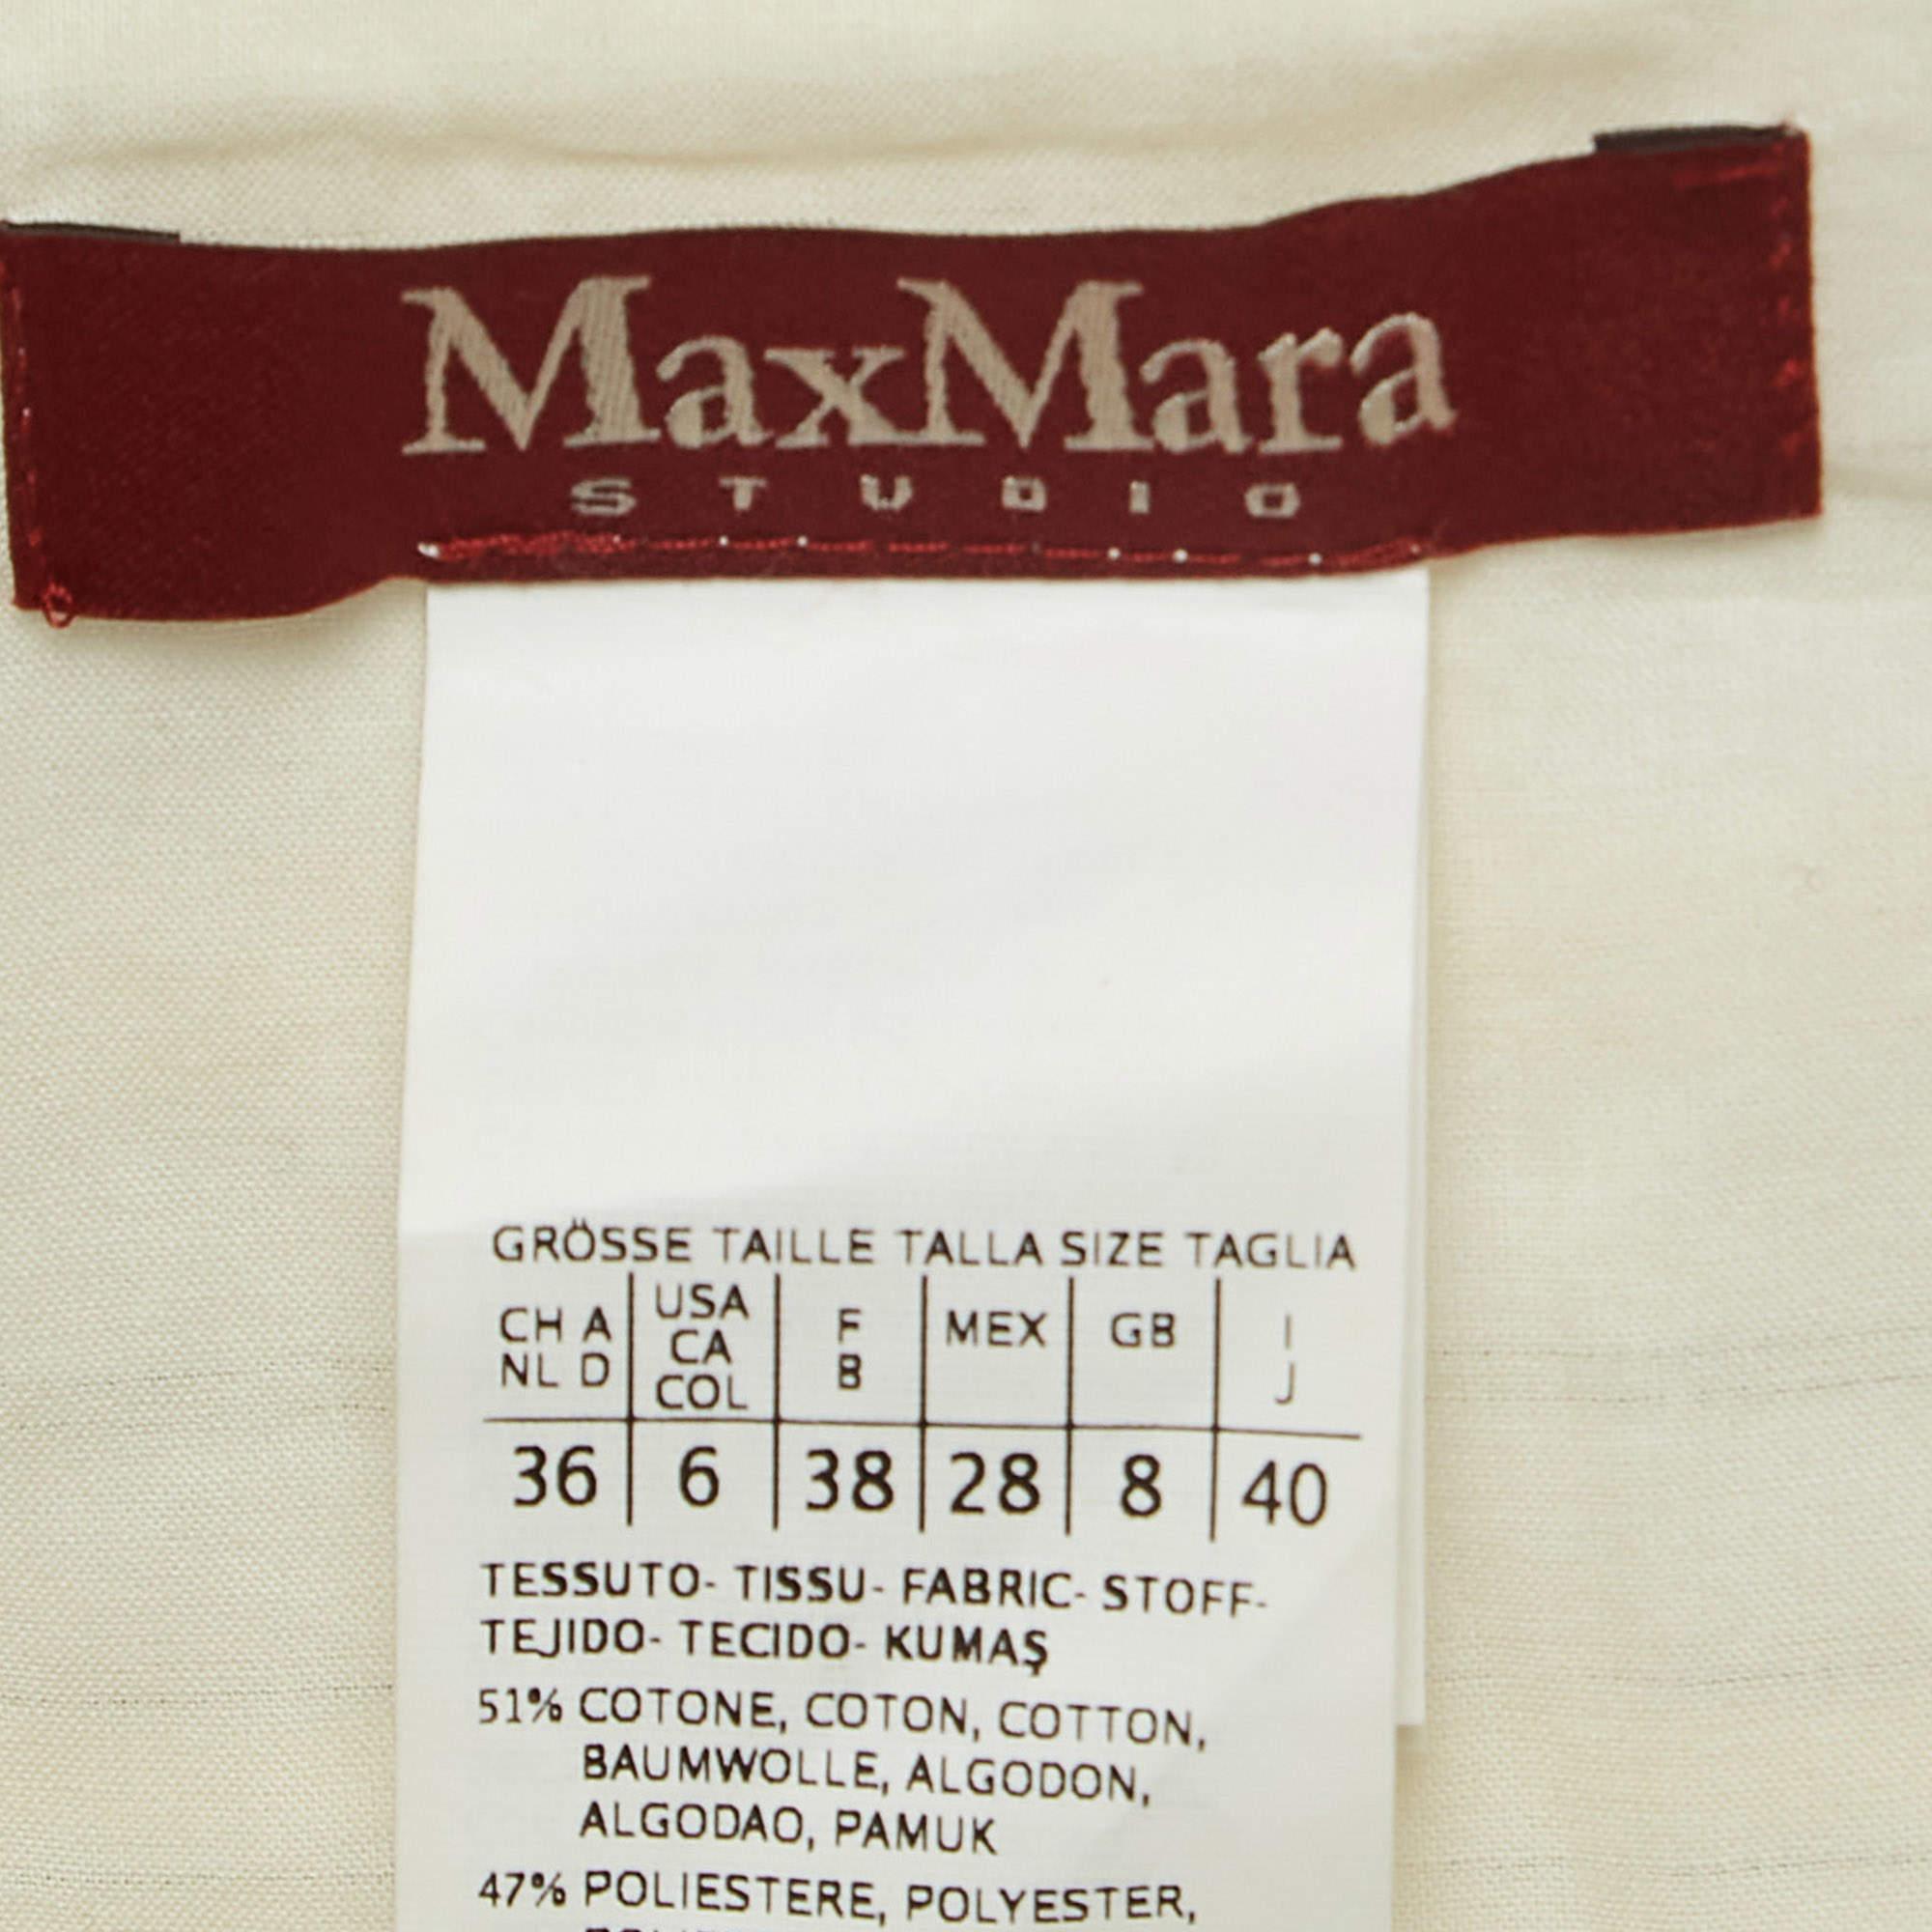 MaxMara
STUDIO
GRÖSSE TAILLE TALLA SIZE TAGLIA
CH A NL D USA CA COL F B MEX GB I J
36 6 38 28 8 40
TESSUTO- TISSU- FABRIC- STOFF-
TEJIDO- TECIDO- KUMAŞ
51% COTONE, COTON, COTTON,
BAUMWOLLE, ALGODON,
ALGODAO, PAMUK
47% POLIESTERE, POLYESTER,